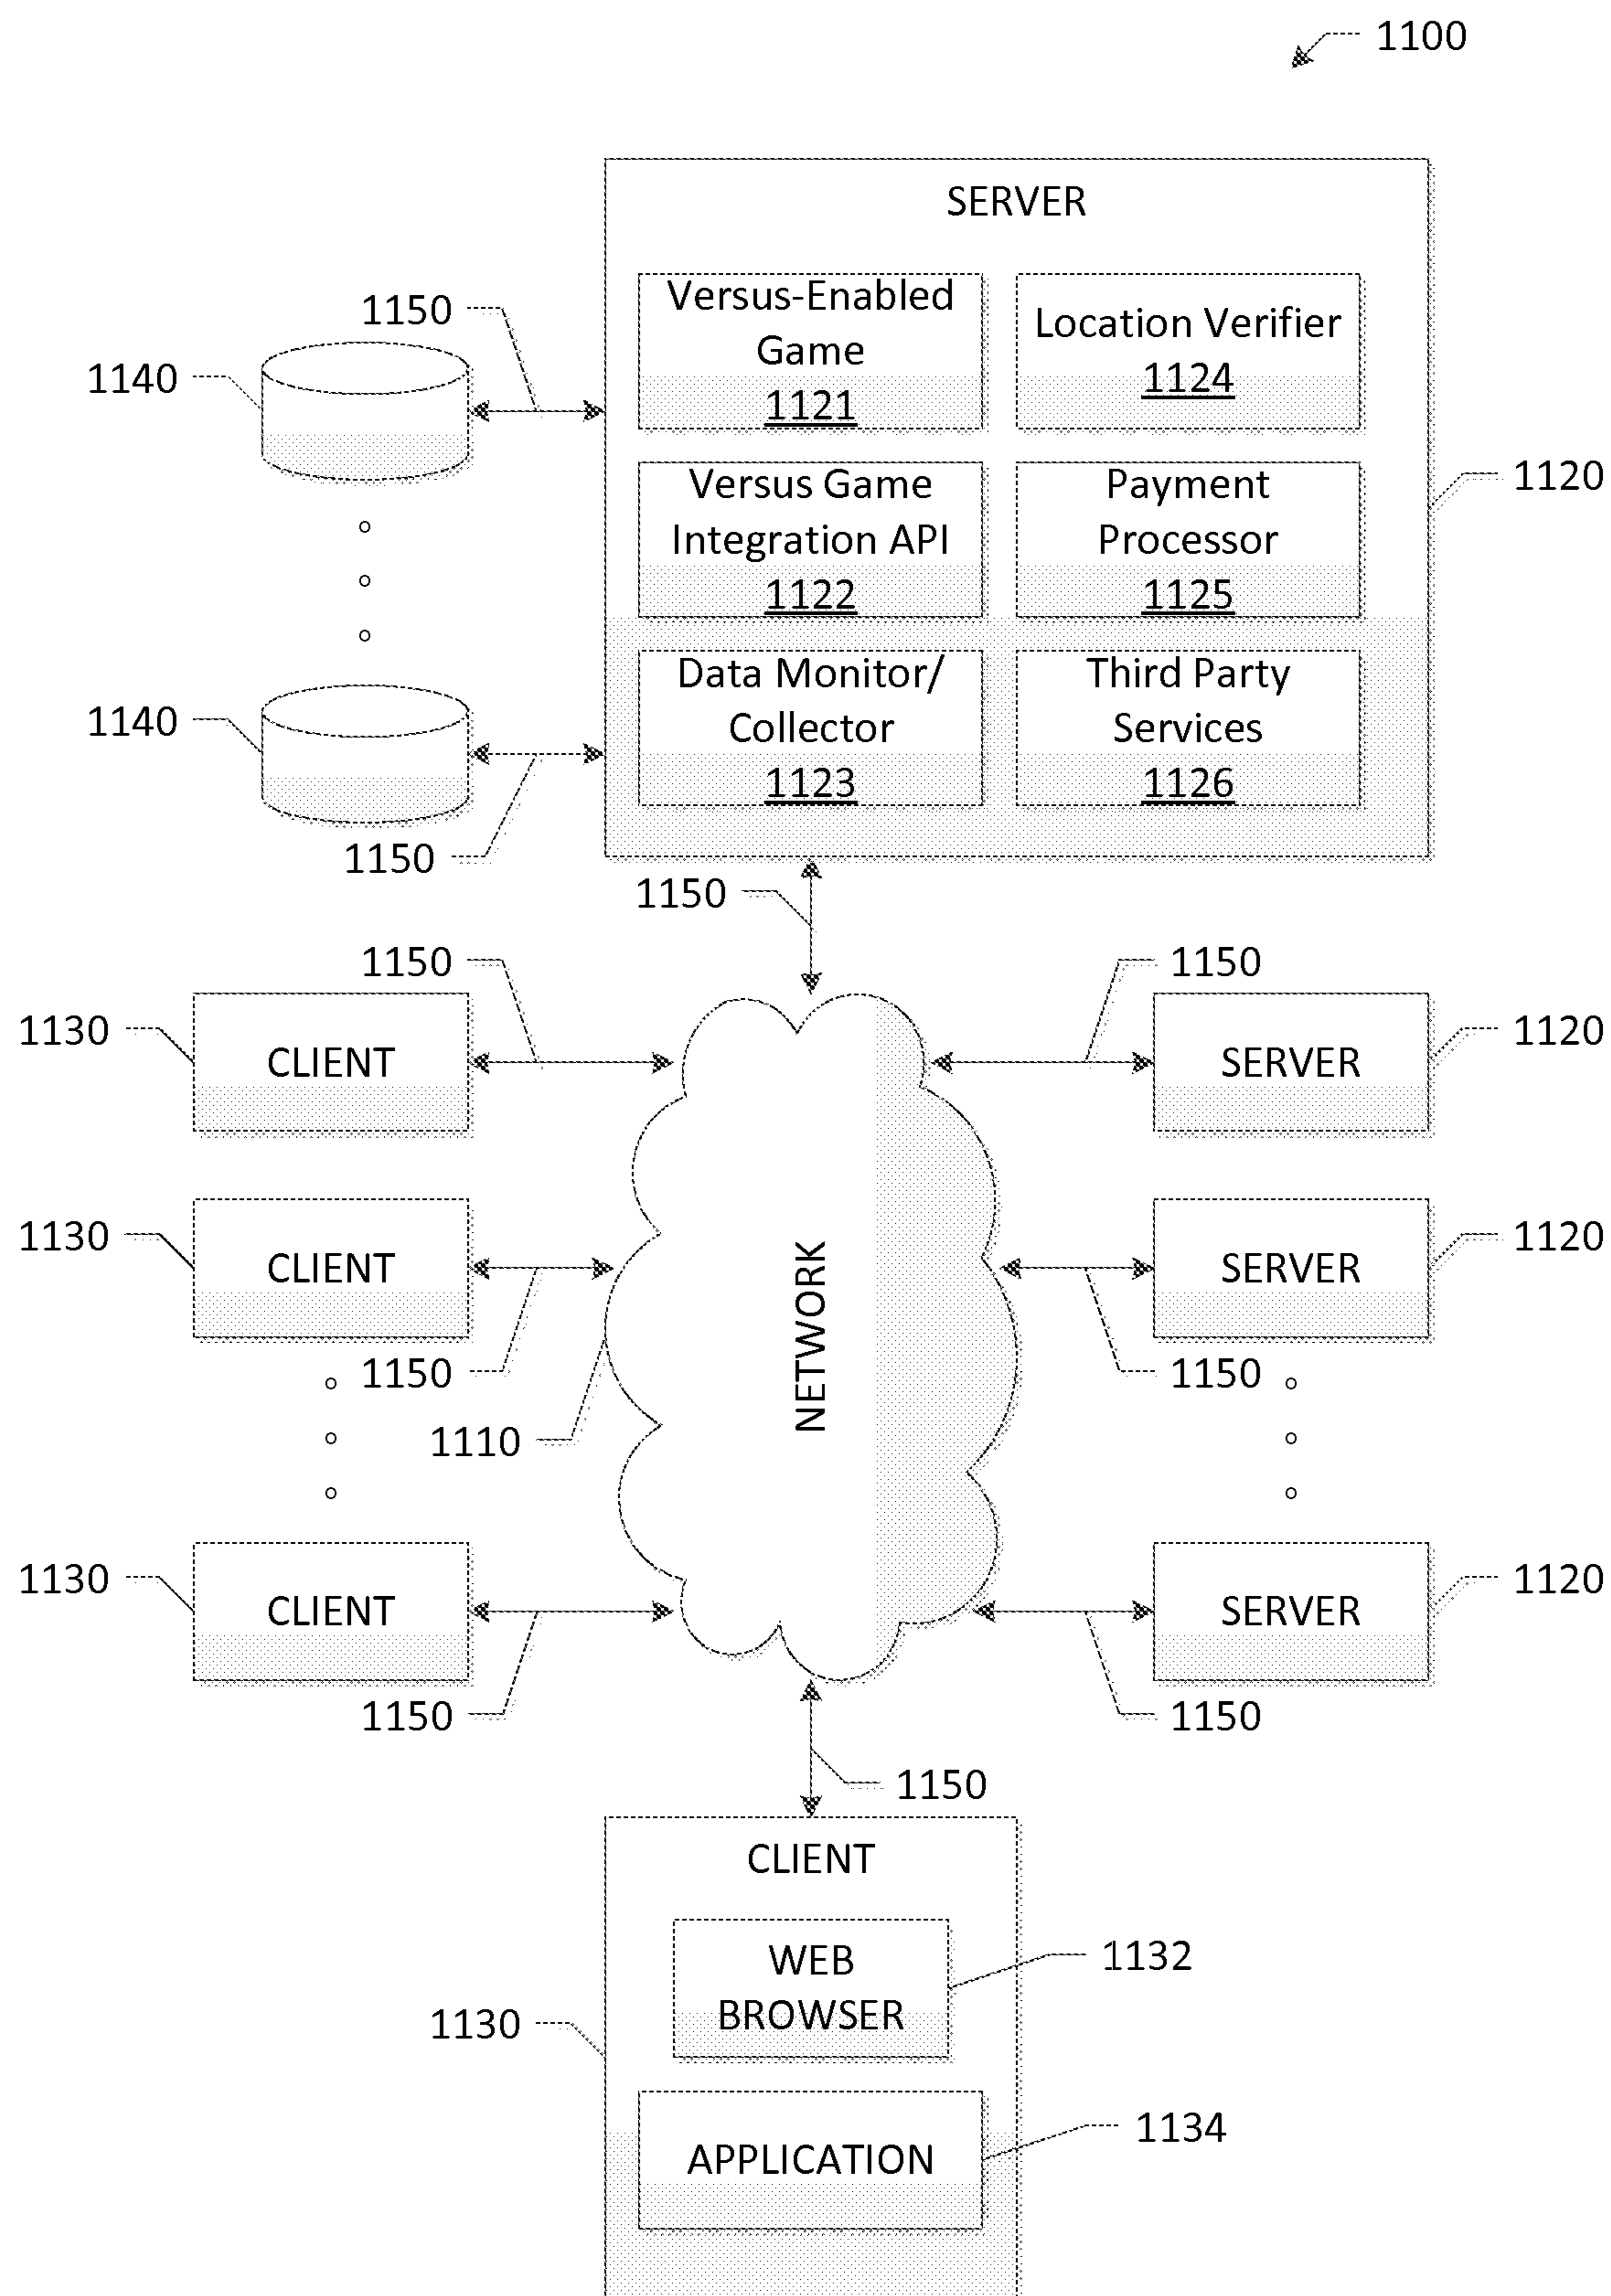 1100
SERVER
Versus-Enabled
Game
1121
Location Verifier
1124
1150
1140
Versus Game
Integration API
1122
Payment
Processor
1125
1120
Data Monitor/
Collector
1123
Third Party
Services
1126
1140
1150
1150
1150
1150
1130
CLIENT
SERVER
1120
1130
CLIENT
SERVER
1120
NETWORK
1150
1150
1110
1130
CLIENT
SERVER
1120
1150
1150
1150
CLIENT
WEB
BROWSER
1132
1130
APPLICATION
1134